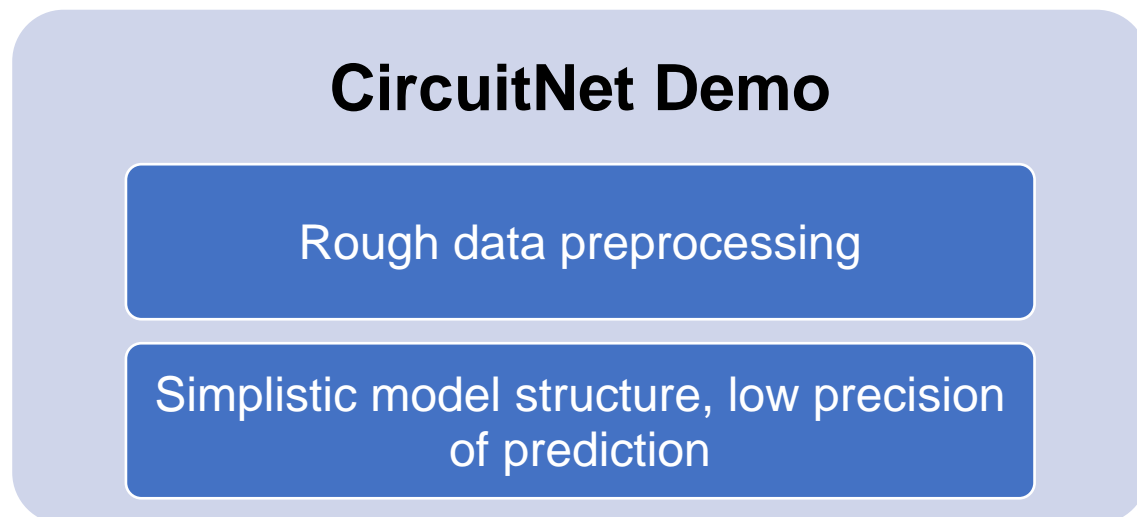 CircuitNet Demo
Rough data preprocessing
Simplistic model structure, low precision
of prediction